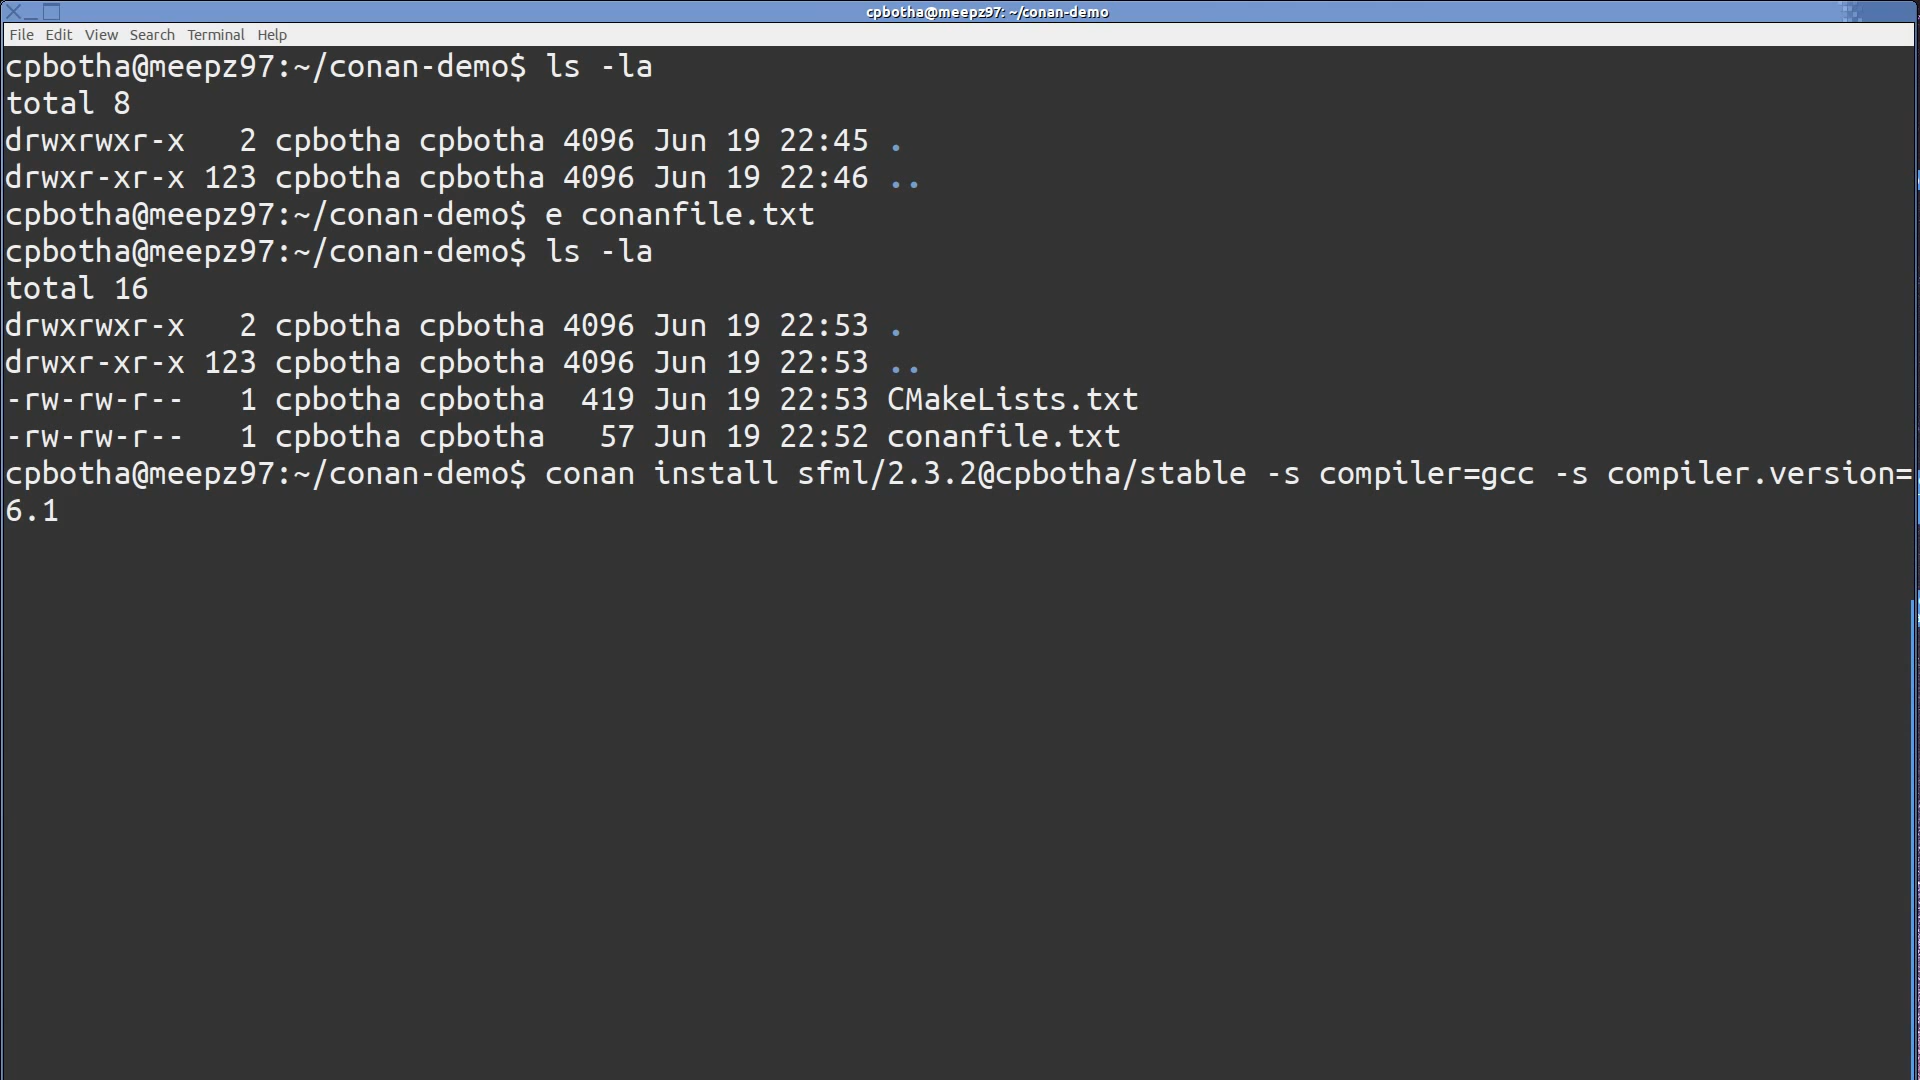 cpbotha@meepz97: ~/conan-demo
File Edit View Search Terminal Help
cpbotha@meepz97:~/conan-demo$ ls -la
total 8
drwxrwxr-x   2 cpbotha cpbotha 4096 Jun 19 22:45 .
drwxr-xr-x 123 cpbotha cpbotha 4096 Jun 19 22:46 ..
cpbotha@meepz97:~/conan-demo$ e conanfile.txt
cpbotha@meepz97:~/conan-demo$ ls -la
total 16
drwxrwxr-x   2 cpbotha cpbotha 4096 Jun 19 22:53 .
drwxr-xr-x 123 cpbotha cpbotha 4096 Jun 19 22:53 ..
-rw-rw-r--   1 cpbotha cpbotha  419 Jun 19 22:53 CMakeLists.txt
-rw-rw-r--   1 cpbotha cpbotha   57 Jun 19 22:52 conanfile.txt
cpbotha@meepz97:~/conan-demo$ conan install sfml/2.3.2@cpbotha/stable -s compiler=gcc -s compiler.version=
6.1